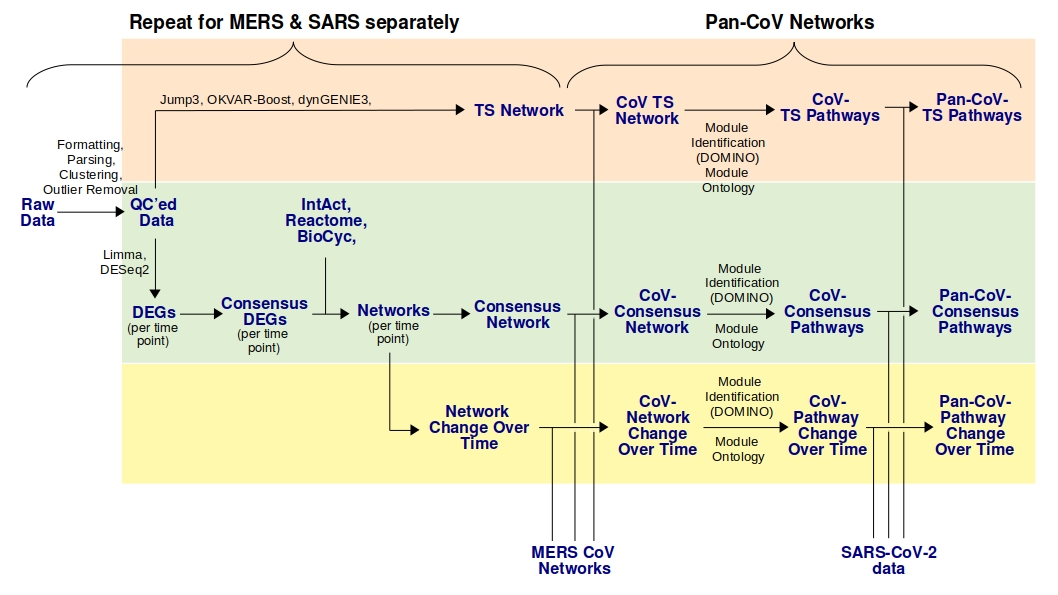 Repeat for MERS & SARS separately
Pan-CoV Networks
Jump3, OKVAR-Boost, dynGENIE3,
TS Network
CoV TS
Network
Module
Identification
(DOMINO)
Module
Ontology
CoV-
TS Pathways
Pan-CoV-
TS Pathways
Formatting,
Parsing,
Clustering,
Outlier Removal
Raw
Data
QC'ed
Data
IntAct,
Reactome,
BioCyc,
Limma,
DESeq2
DEGs
(per time
point)
Consensus
DEGs
(per time
point)
Networks
(per time
point)
Consensus
Network
CoV-
Consensus
Network
Module
Identification
(DOMINO)
Module
Ontology
CoV-
Consensus
Pathways
Pan-CoV-
Consensus
Pathways
Network
Change Over
Time
CoV-
Network
Change
Over Time
Module
Identification
(DOMINO)
Module
Ontology
CoV-
Pathway
Change
Over Time
Pan-CoV-
Pathway
Change
Over Time
MERS CoV
Networks
SARS-CoV-2
data